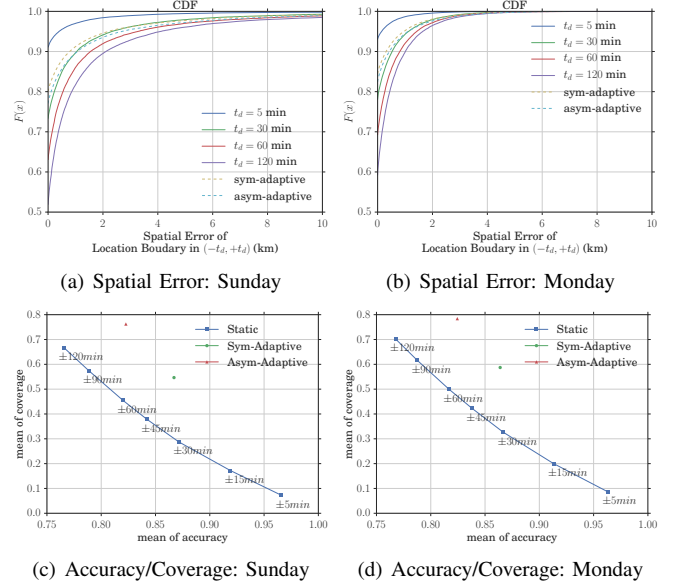 CDF
1.0
0.9
0.8
0.7
0.6
0.5
F(x)
t_d = 5 min
t_d = 30 min
t_d = 60 min
t_d = 120 min
sym-adaptive
asym-adaptive
0 2 4 6 8 10
Spatial Error of
Location Boudary in (−t_d, +t_d) (km)
(a) Spatial Error: Sunday
CDF
1.0
0.9
0.8
0.7
0.6
0.5
F(x)
t_d = 5 min
t_d = 30 min
t_d = 60 min
t_d = 120 min
sym-adaptive
asym-adaptive
0 2 4 6 8 10
Spatial Error of
Location Boudary in (−t_d, +t_d) (km)
(b) Spatial Error: Monday
0.8
0.7
0.6
0.5
0.4
0.3
0.2
0.1
0.0
mean of coverage
Static
Sym-Adaptive
Asym-Adaptive
±120min
±90min
±60min
±45min
±30min
±15min
±5min
0.75 0.80 0.85 0.90 0.95 1.00
mean of accuracy
(c) Accuracy/Coverage: Sunday
0.8
0.7
0.6
0.5
0.4
0.3
0.2
0.1
0.0
mean of coverage
Static
Sym-Adaptive
Asym-Adaptive
±120min
±90min
±60min
±45min
±30min
±15min
±5min
0.75 0.80 0.85 0.90 0.95 1.00
mean of accuracy
(d) Accuracy/Coverage: Monday